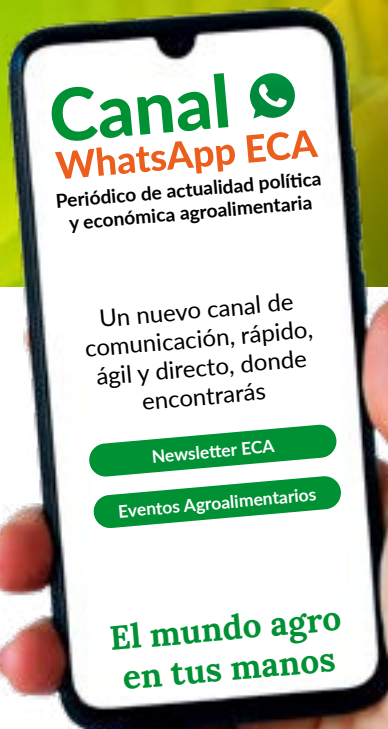 Canal
WhatsApp ECA
Periódico de actualidad política
y económica agroalimentaria
Un nuevo canal de
comunicación, rápido,
ágil y directo, donde
encontrarás
Newsletter ECA
Eventos Agroalimentarios
El mundo agro
en tus manos